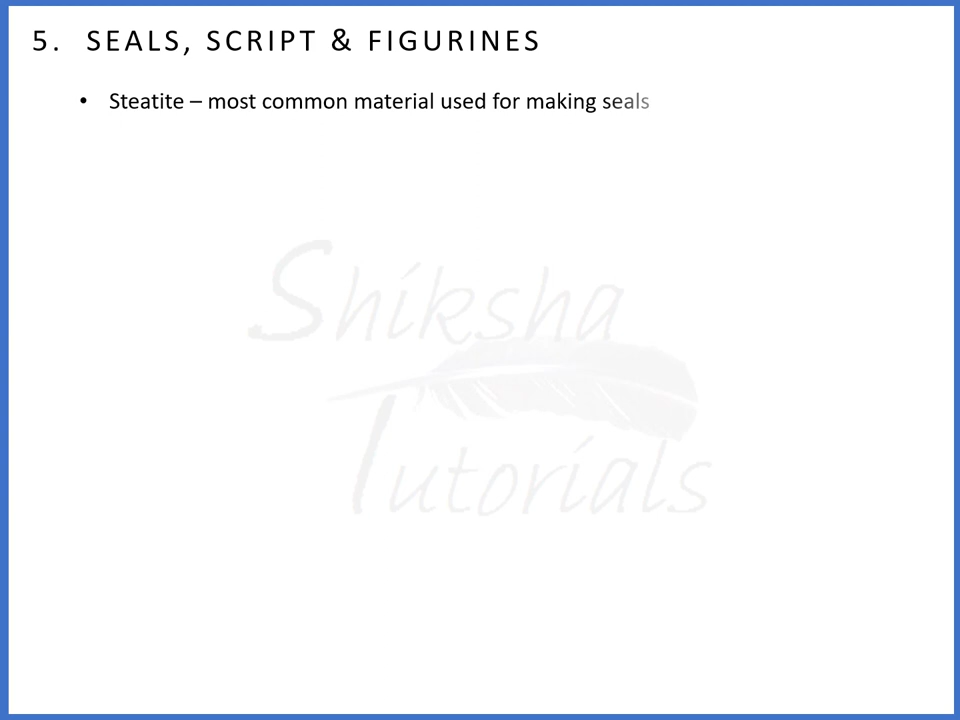 5. SEALS, SCRIPT & FIGURINES
• Steatite – most common material used for making seals
Shiksha
Tutorials